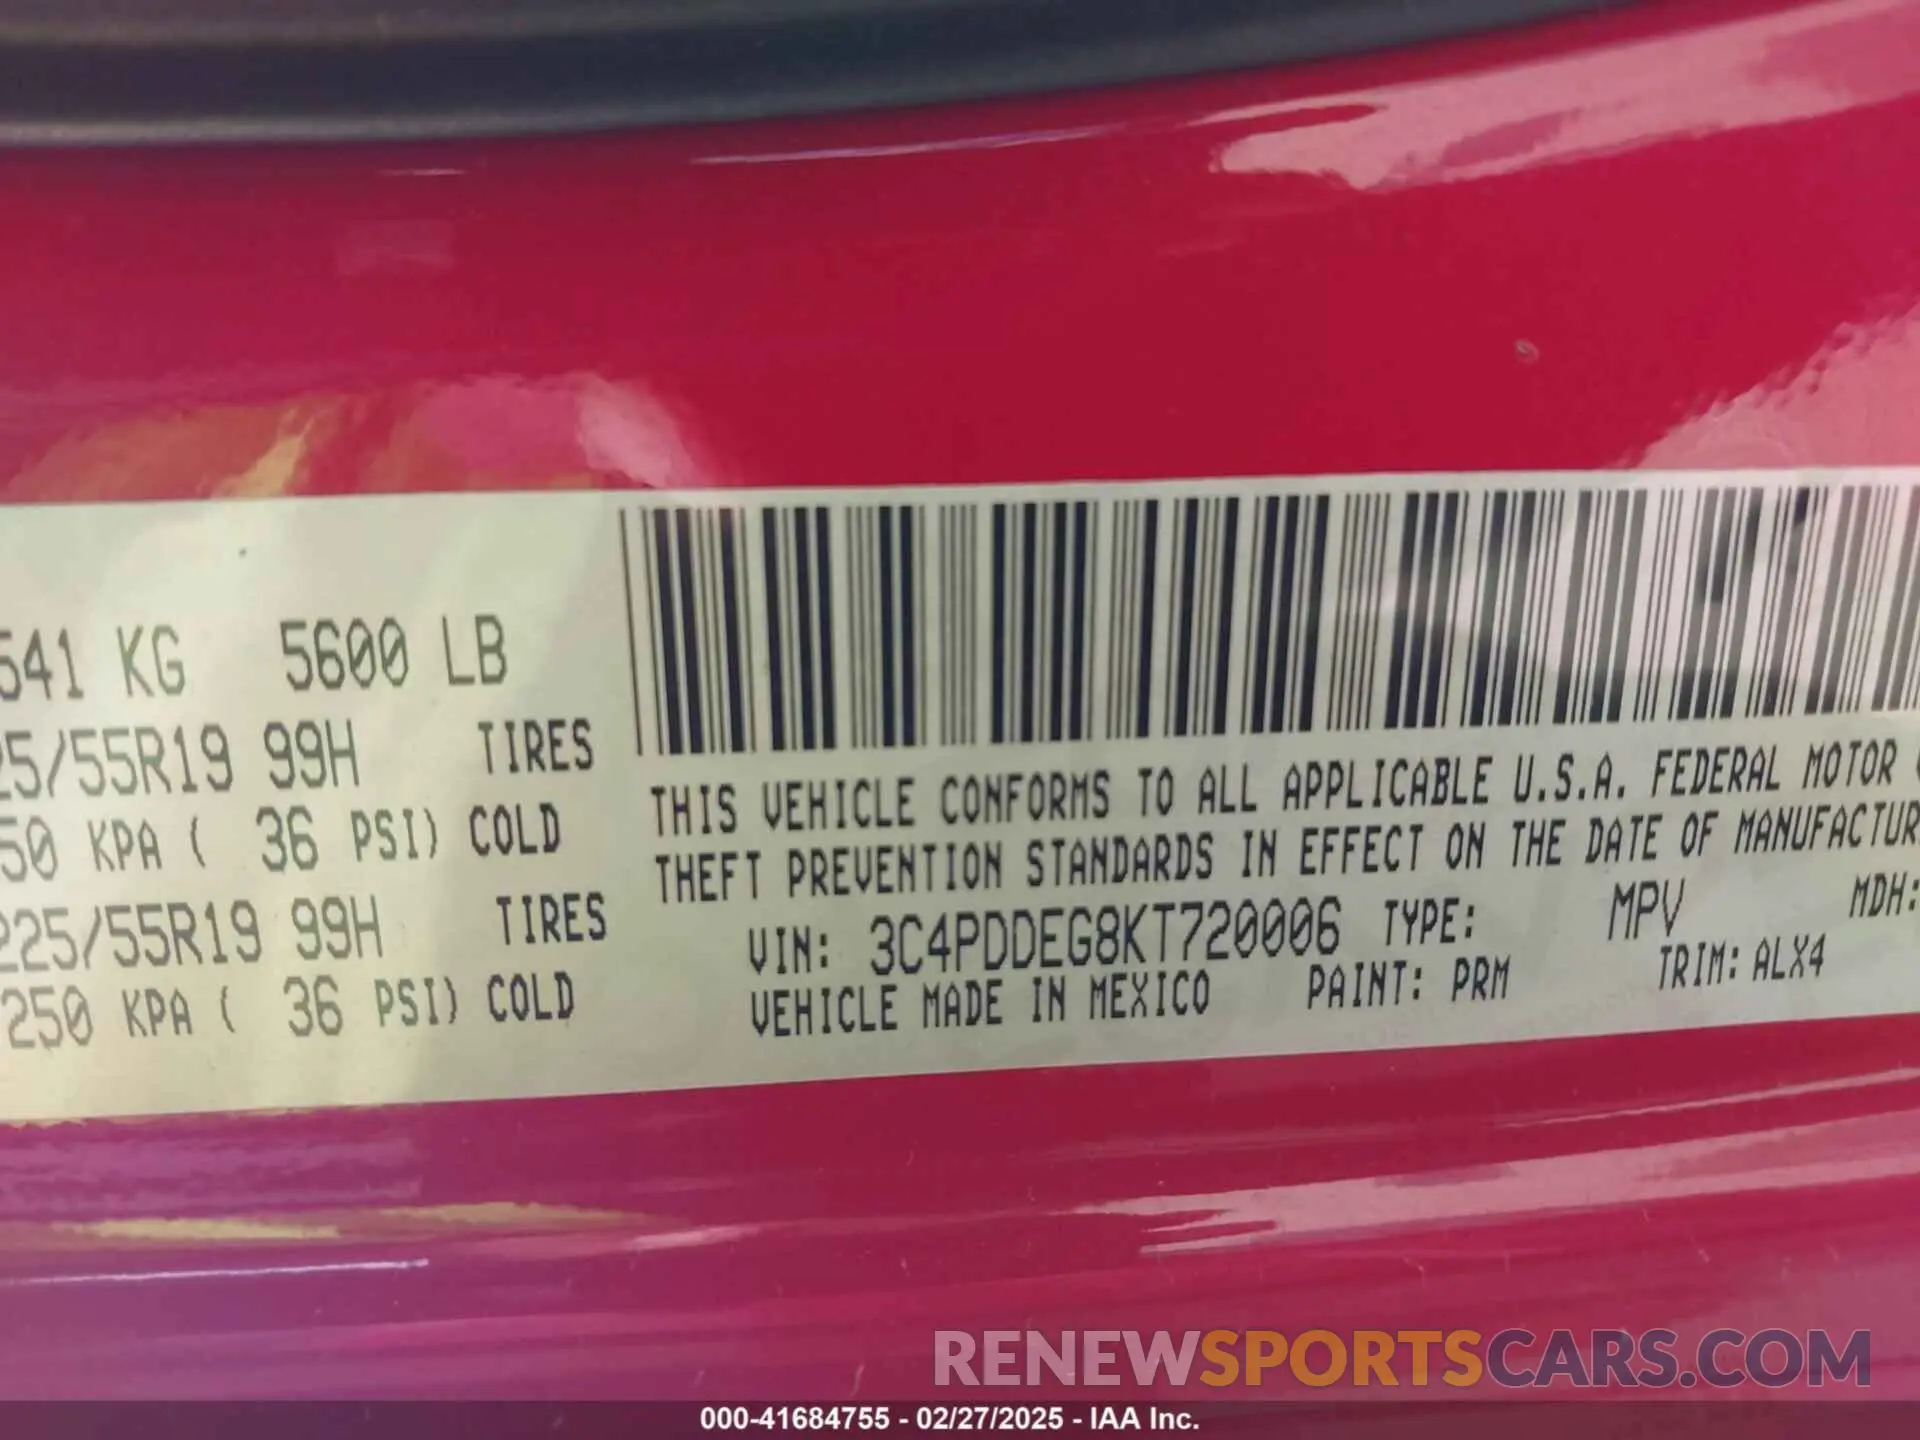 541 KG 5600 LB
25/55R19 99H TIRES
50 KPA ( 36 PSI) COLD
225/55R19 99H TIRES
250 KPA ( 36 PSI) COLD
THIS VEHICLE CONFORMS TO ALL APPLICABLE U.S.A. FEDERAL MOTOR
THEFT PREVENTION STANDARDS IN EFFECT ON THE DATE OF MANUFACTUR
VIN: 3C4PDDEG8KT720006 TYPE: MPV MDH:
VEHICLE MADE IN MEXICO PAINT: PRM TRIM: ALX4
RENEWSPORTSCARS.COM
000-41684755 - 02/27/2025 - IAA Inc.